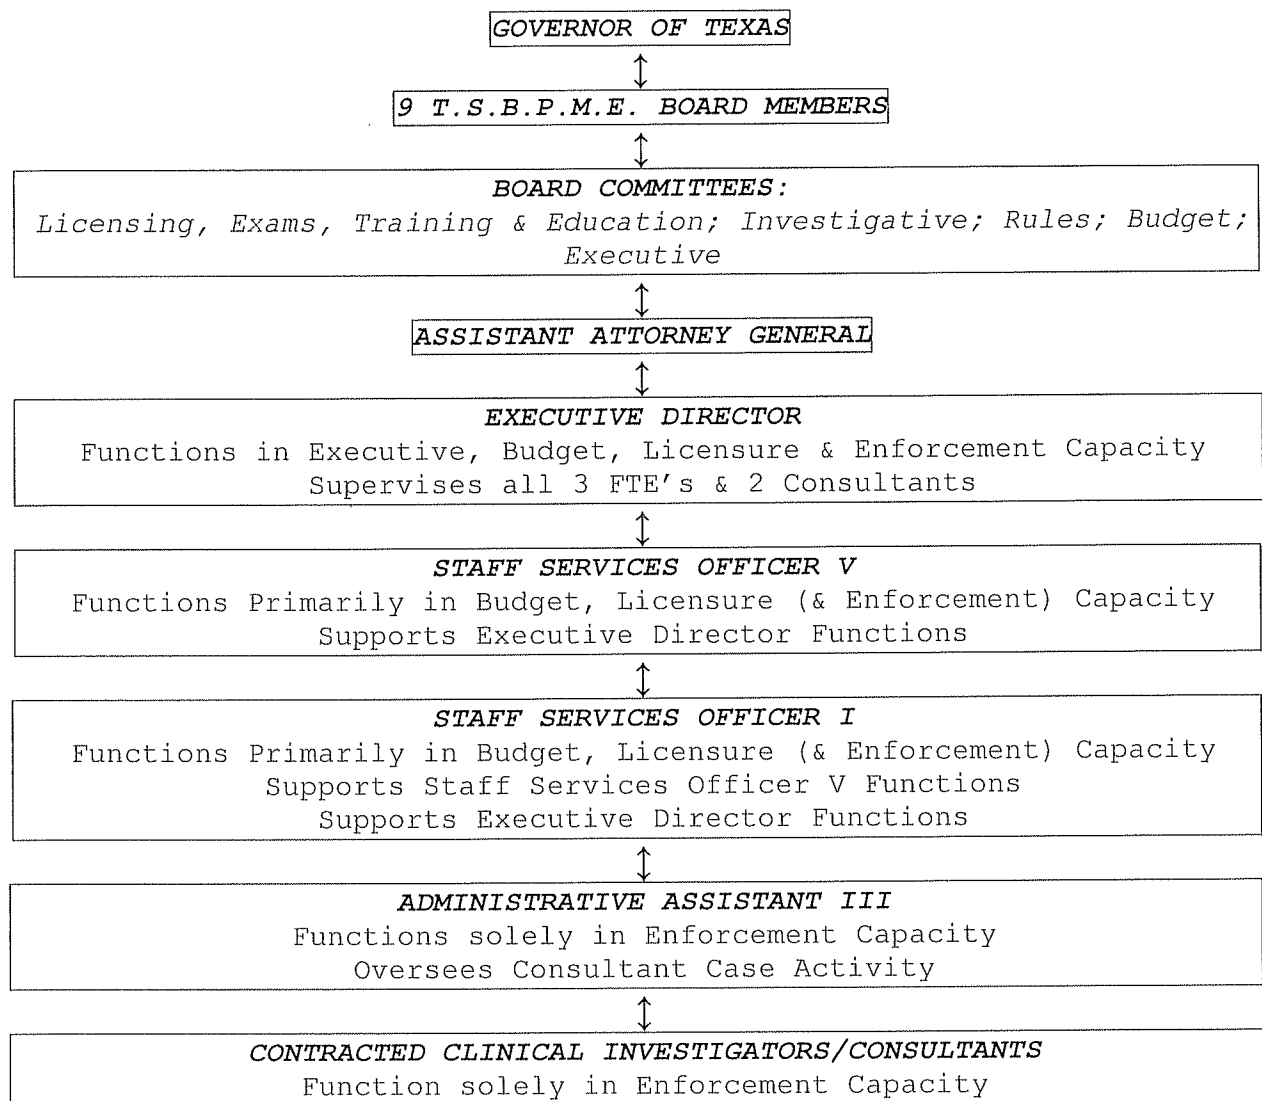 GOVERNOR OF TEXAS
9 T.S.B.P.M.E. BOARD MEMBERS
BOARD COMMITTEES:
Licensing, Exams, Training & Education; Investigative; Rules; Budget;
Executive
ASSISTANT ATTORNEY GENERAL
EXECUTIVE DIRECTOR
Functions in Executive, Budget, Licensure & Enforcement Capacity
Supervises all 3 FTE's & 2 Consultants
STAFF SERVICES OFFICER V
Functions Primarily in Budget, Licensure (& Enforcement) Capacity
Supports Executive Director Functions
STAFF SERVICES OFFICER I
Functions Primarily in Budget, Licensure (& Enforcement) Capacity
Supports Staff Services Officer V Functions
Supports Executive Director Functions
ADMINISTRATIVE ASSISTANT III
Functions solely in Enforcement Capacity
Oversees Consultant Case Activity
CONTRACTED CLINICAL INVESTIGATORS/CONSULTANTS
Function solely in Enforcement Capacity